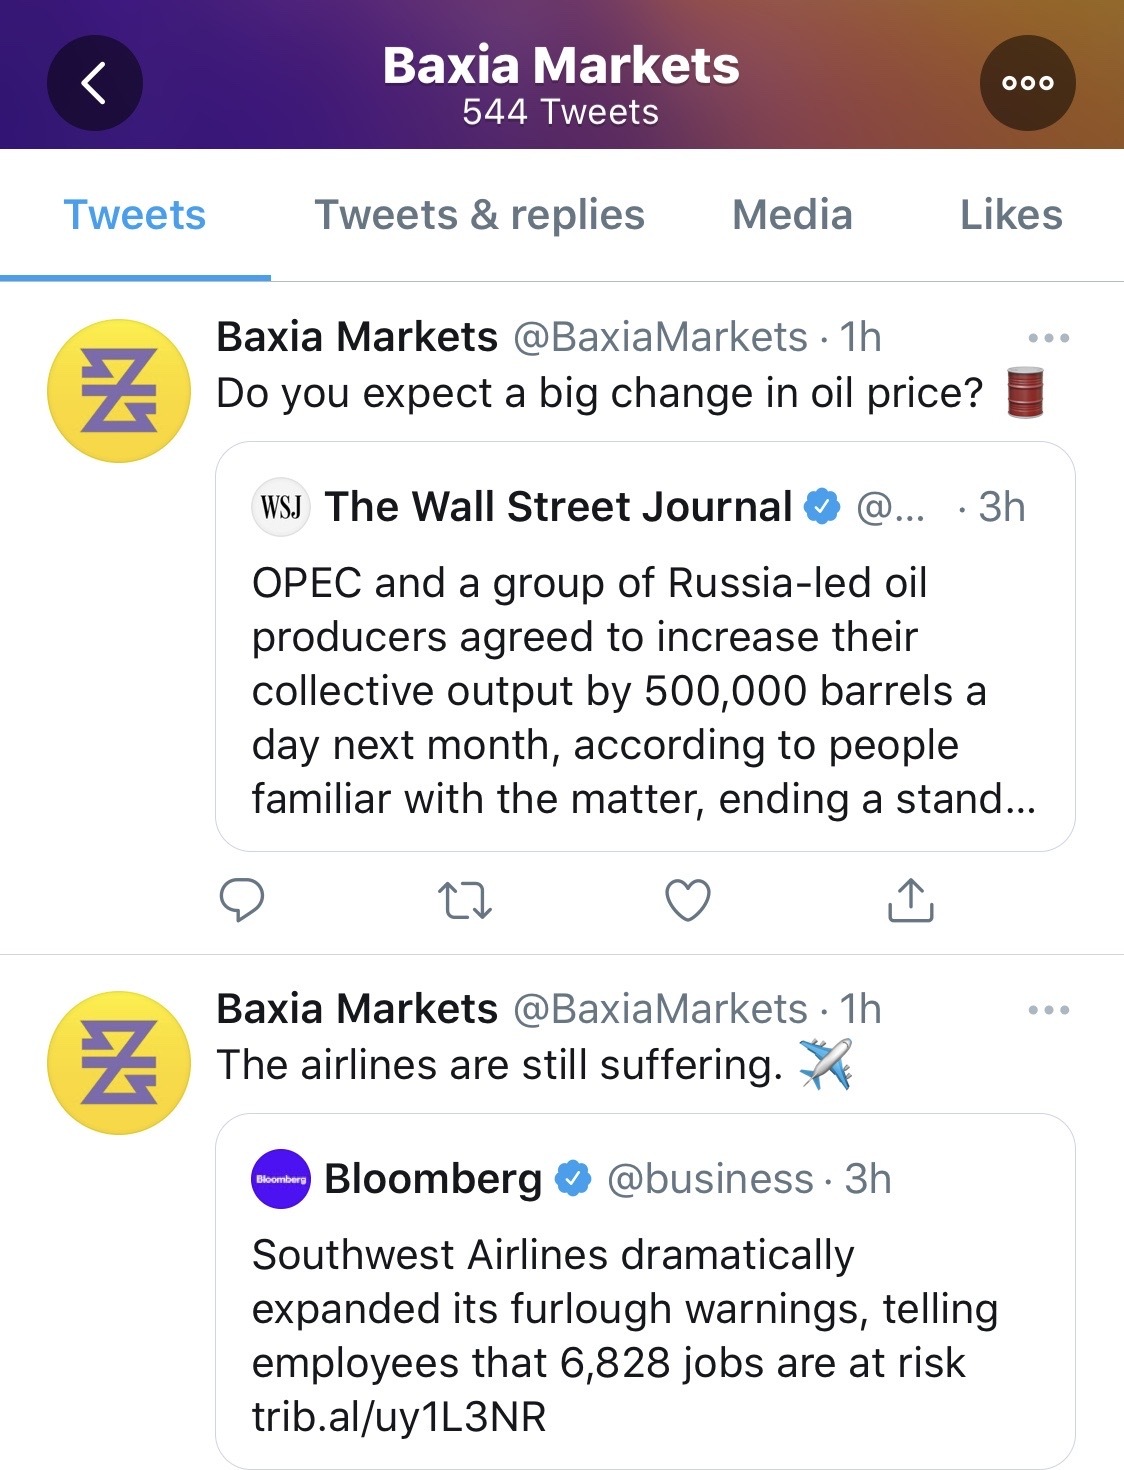 Baxia Markets
544 Tweets
Tweets Tweets & replies Media Likes
Baxia Markets @BaxiaMarkets · 1h
Do you expect a big change in oil price? 🛢
WSJ The Wall Street Journal @... · 3h
OPEC and a group of Russia-led oil
producers agreed to increase their
collective output by 500,000 barrels a
day next month, according to people
familiar with the matter, ending a stand...
Baxia Markets @BaxiaMarkets · 1h
The airlines are still suffering. ✈️
Bloomberg Bloomberg @business · 3h
Southwest Airlines dramatically
expanded its furlough warnings, telling
employees that 6,828 jobs are at risk
trib.al/uy1L3NR